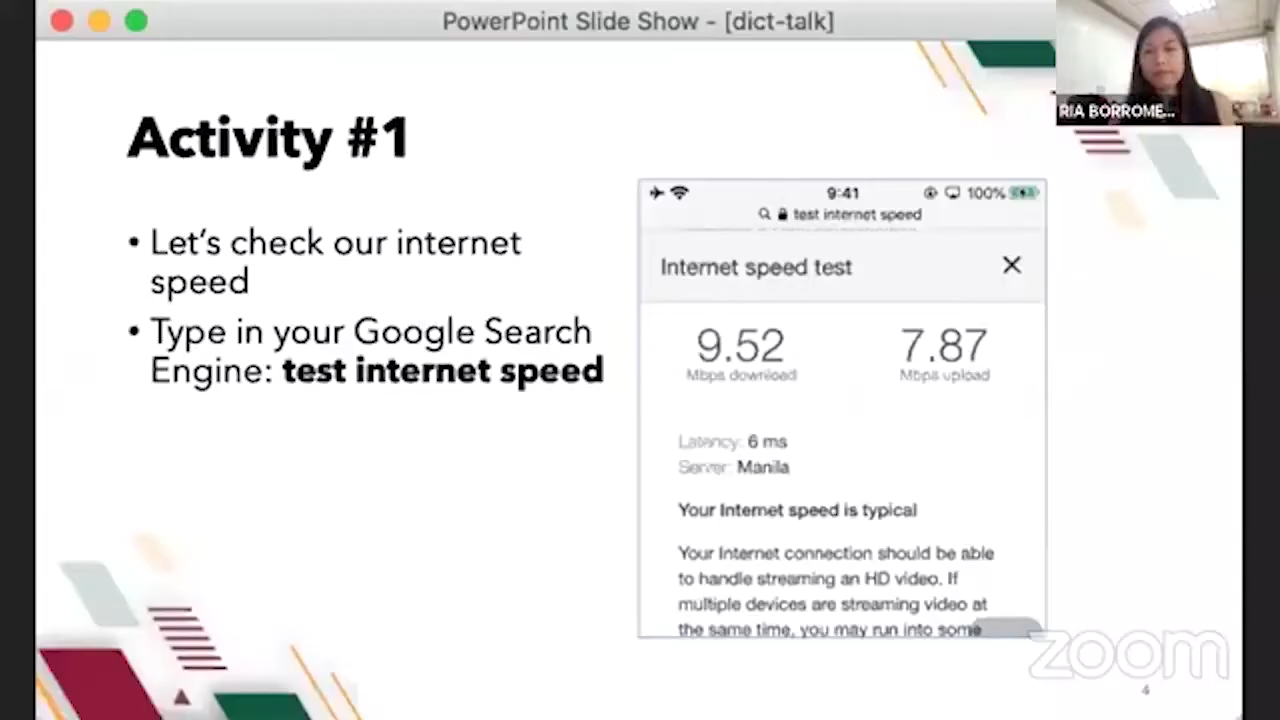 PowerPoint Slide Show - [dict-talk]
RIA BORROME...
Activity #1
• Let's check our internet
speed
• Type in your Google Search
Engine: test internet speed
9:41
100%
test internet speed
Internet speed test
9.52
Mbps download
7.87
Mbps upload
Latency: 6 ms
Server: Manila
Your Internet speed is typical
Your Internet connection should be able
to handle streaming an HD video. If
multiple devices are streaming video at
the same time, you may run into some
zoom
4